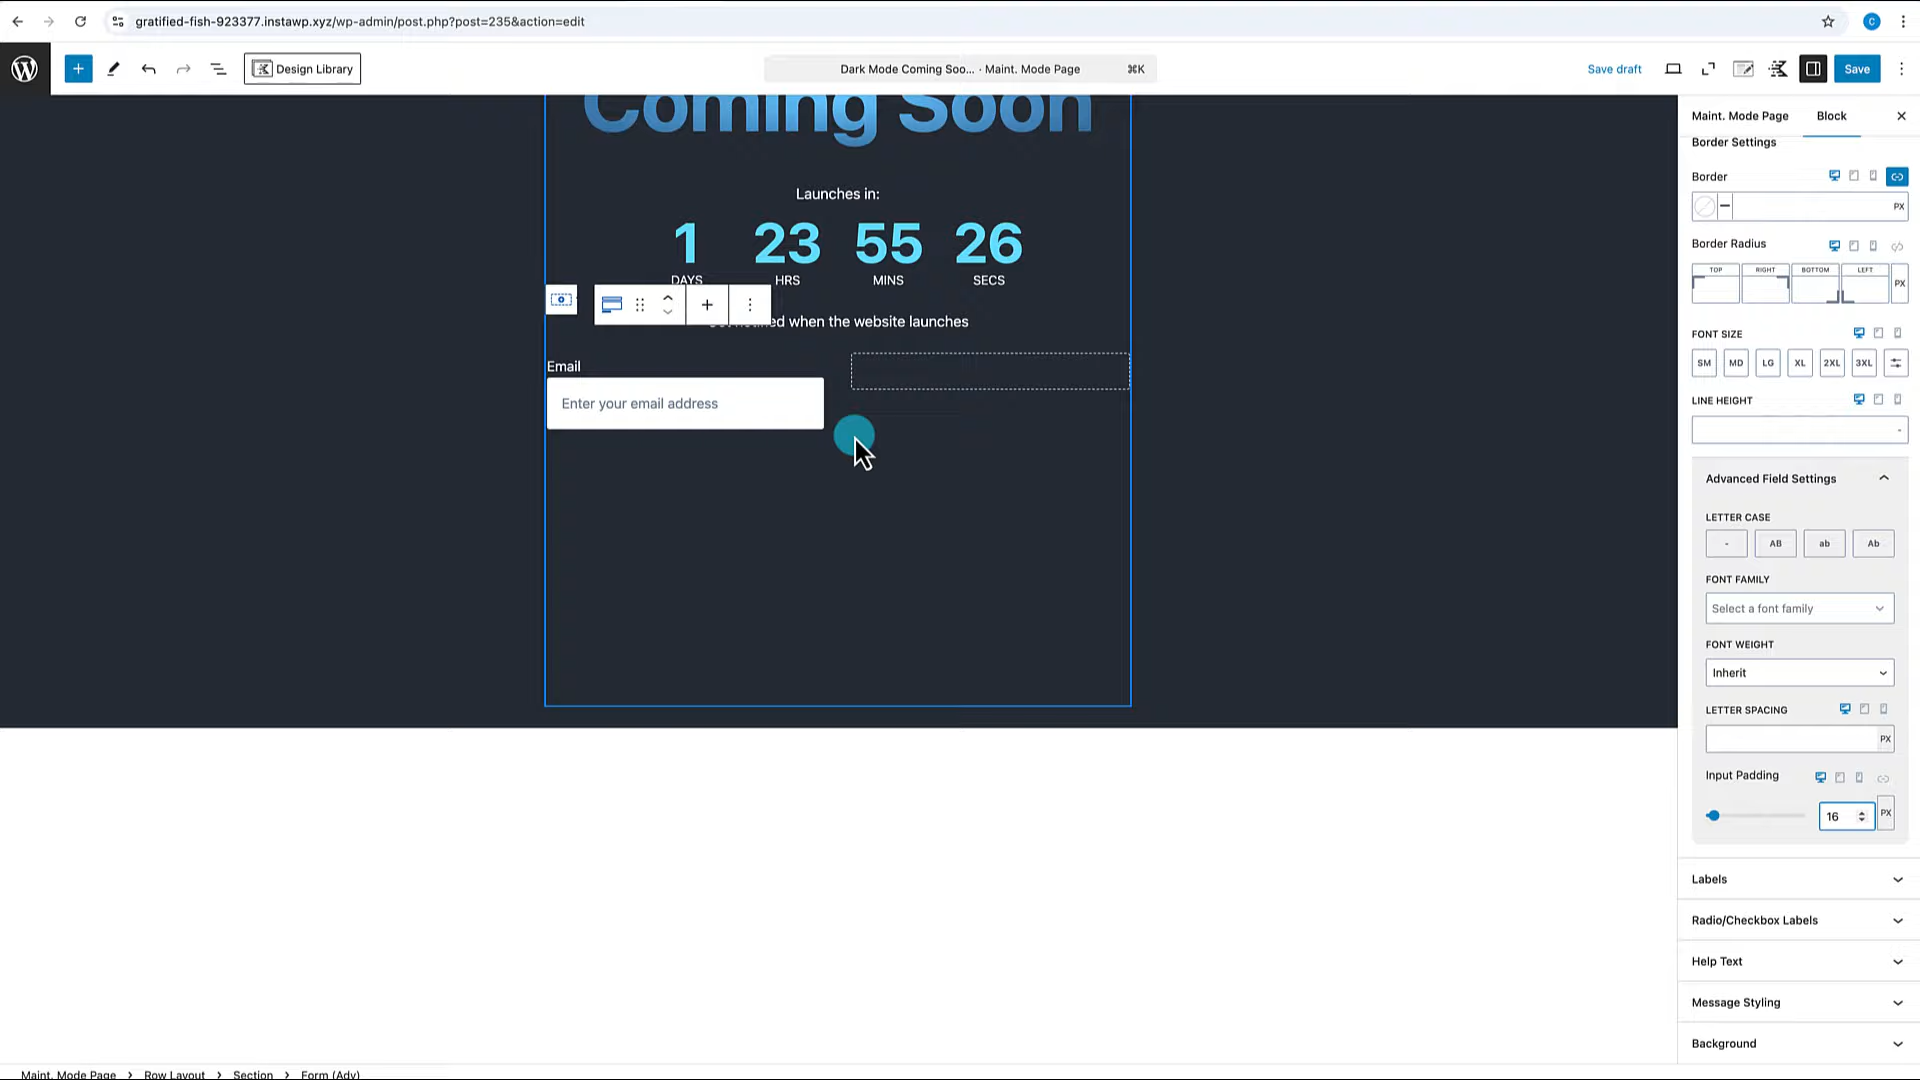 gratified-fish-923377.instawp.xyz/wp-admin/post.php?post=235&action=edit
C
Design Library
Dark Mode Coming Soo... · Maint. Mode Page
⌘K
Save draft
Save
Coming Soon
Launches in:
1 23 55 26
DAYS HRS MINS SECS
when the website launches
Email
Enter your email address
Maint. Mode Page
Block
Border Settings
Border
PX
Border Radius
TOP RIGHT BOTTOM LEFT
PX
FONT SIZE
SM MD LG XL 2XL 3XL
LINE HEIGHT
-
Advanced Field Settings
LETTER CASE
- AB ab Ab
FONT FAMILY
Select a font family
FONT WEIGHT
Inherit
LETTER SPACING
PX
Input Padding
16
PX
Labels
Radio/Checkbox Labels
Help Text
Message Styling
Background
Maint. Mode Page > Row Layout > Section > Form (Adv)